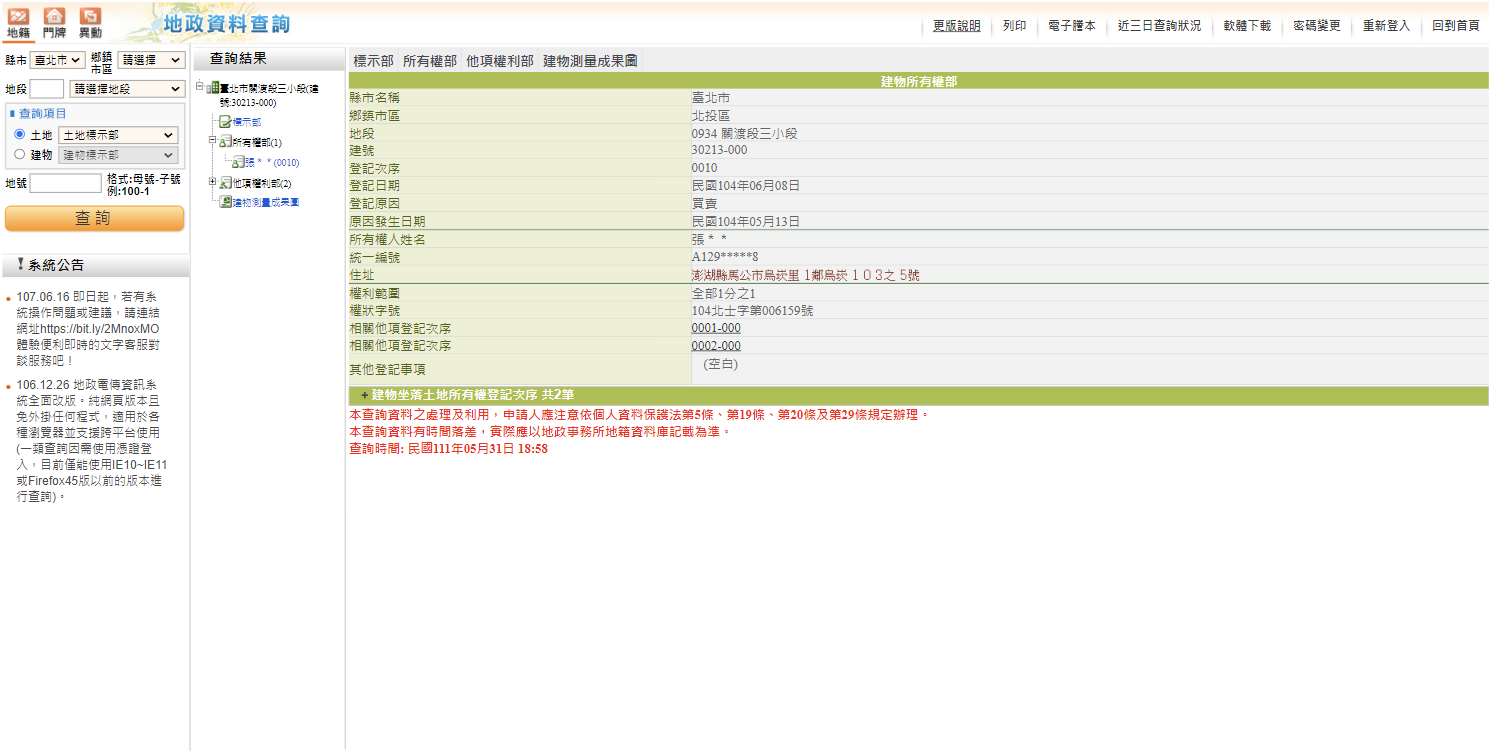 地籍 門牌 異動
地政資料查詢
更版說明 列印 電子謄本 近三日查詢狀況 軟體下載 密碼變更 重新登入 回到首頁
縣市 臺北市 鄉鎮市區 請選擇
地段 請選擇地段
查詢項目
土地 土地標示部
建物 建物標示部
地號 格式:母號-子號
例:100-1
查 詢
系統公告
107.06.16 即日起，若有系
統操作問題或建議，請連結
網址https://bit.ly/2MnoxMO
體驗便利即時的文字客服對
談服務吧！
106.12.26 地政電傳資訊系
統全面改版。純網頁版本且
免外掛任何程式，適用於各
種瀏覽器並支援跨平台使用
(一類查詢因需使用憑證登
入，目前僅能使用IE10~IE11
或Firefox45版以前的版本進
行查詢)。
查詢結果
臺北市關渡段三小段(建
號:30213-000)
標示部
所有權部(1)
張＊＊(0010)
他項權利部(2)
建物測量成果圖
標示部 所有權部 他項權利部 建物測量成果圖
建物所有權部
縣市名稱 臺北市
鄉鎮市區 北投區
地段 0934 關渡段三小段
建號 30213-000
登記次序 0010
登記日期 民國104年06月08日
登記原因 買賣
原因發生日期 民國104年05月13日
所有權人姓名 張＊＊
統一編號 A129*****8
住址 澎湖縣馬公市烏崁里１鄰烏崁１０３之５號
權利範圍 全部1分之1
權狀字號 104北士字第006159號
相關他項登記次序 0001-000
相關他項登記次序 0002-000
其他登記事項 (空白)
+ 建物坐落土地所有權登記次序 共2筆
本查詢資料之處理及利用，申請人應注意依個人資料保護法第5條、第19條、第20條及第29條規定辦理。
本查詢資料有時間落差，實際應以地政事務所地籍資料庫記載為準。
查詢時間: 民國111年05月31日 18:58